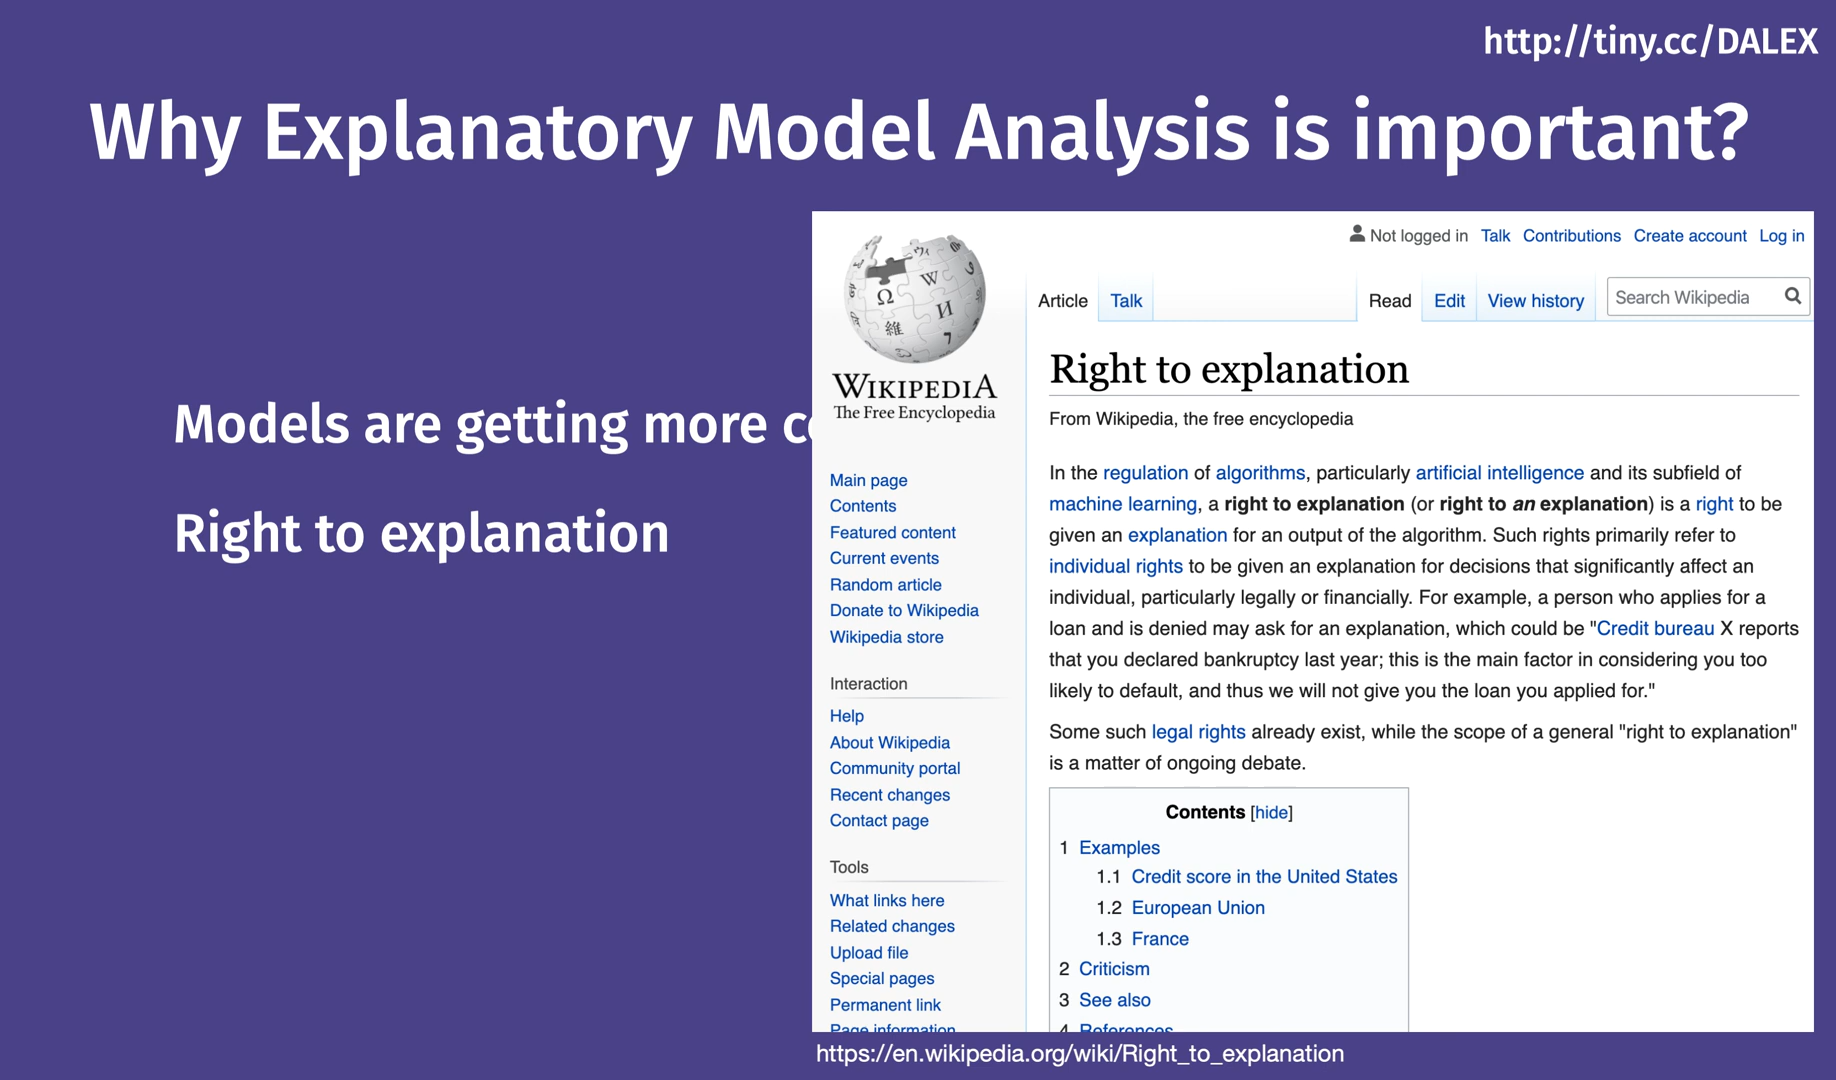 http://tiny.cc/DALEX
Why Explanatory Model Analysis is important?
Models are getting more
Right to explanation
WIKIPEDIA
The Free Encyclopedia
Main page
Contents
Featured content
Current events
Random article
Donate to Wikipedia
Wikipedia store
Interaction
Help
About Wikipedia
Community portal
Recent changes
Contact page
Tools
What links here
Related changes
Upload file
Special pages
Permanent link
Page information
Not logged in Talk Contributions Create account Log in
Article Talk Read Edit View history Search Wikipedia
Right to explanation
From Wikipedia, the free encyclopedia
In the regulation of algorithms, particularly artificial intelligence and its subfield of
machine learning, a right to explanation (or right to an explanation) is a right to be
given an explanation for an output of the algorithm. Such rights primarily refer to
individual rights to be given an explanation for decisions that significantly affect an
individual, particularly legally or financially. For example, a person who applies for a
loan and is denied may ask for an explanation, which could be "Credit bureau X reports
that you declared bankruptcy last year; this is the main factor in considering you too
likely to default, and thus we will not give you the loan you applied for."
Some such legal rights already exist, while the scope of a general "right to explanation"
is a matter of ongoing debate.
Contents [hide]
1 Examples
1.1 Credit score in the United States
1.2 European Union
1.3 France
2 Criticism
3 See also
4 References
https://en.wikipedia.org/wiki/Right_to_explanation